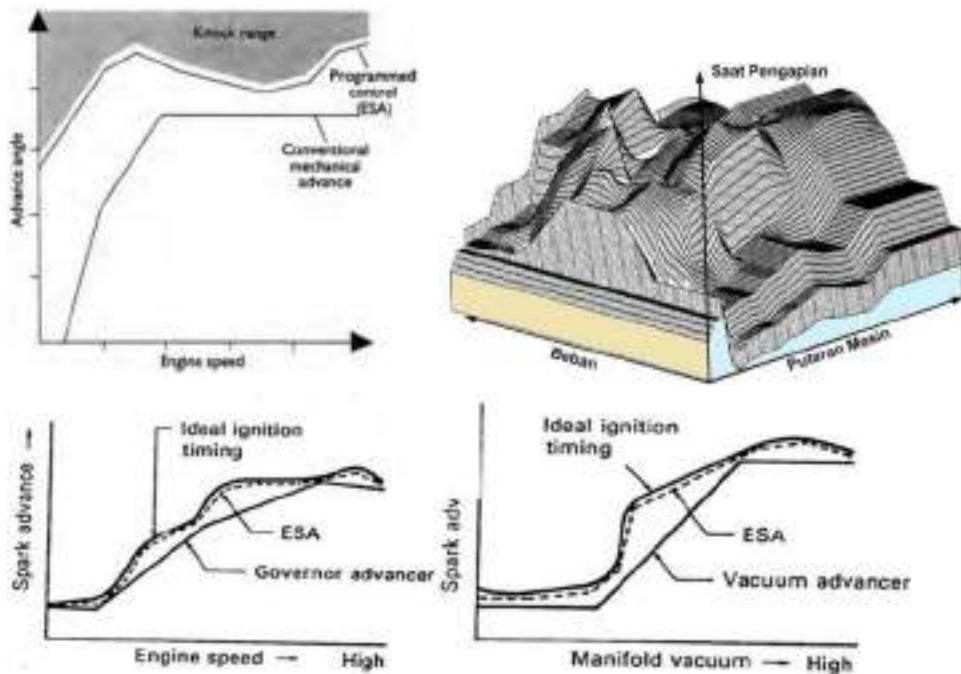 Knock range
Programmed
control
(ESA)
Conventional
mechanical
advance
Advance angle
Engine speed
Saat Pengapian
Beban
Putaran Mesin
Ideal ignition
timing
ESA
Governor advancer
Spark advance →
Engine speed → High
Ideal ignition
timing
ESA
Vacuum advancer
Spark adv
Manifold vacuum → High